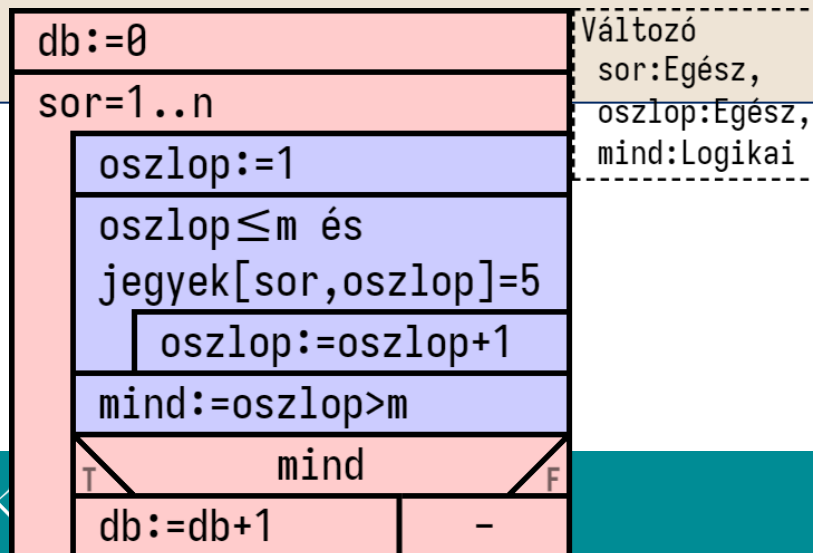 db:=0
sor=1..n
oszlop:=1
oszlop≤m és
jegyek[sor,oszlop]=5
oszlop:=oszlop+1
mind:=oszlop>m
T
mind
F
db:=db+1
-
Változó
sor:Egész,
oszlop:Egész,
mind:Logikai